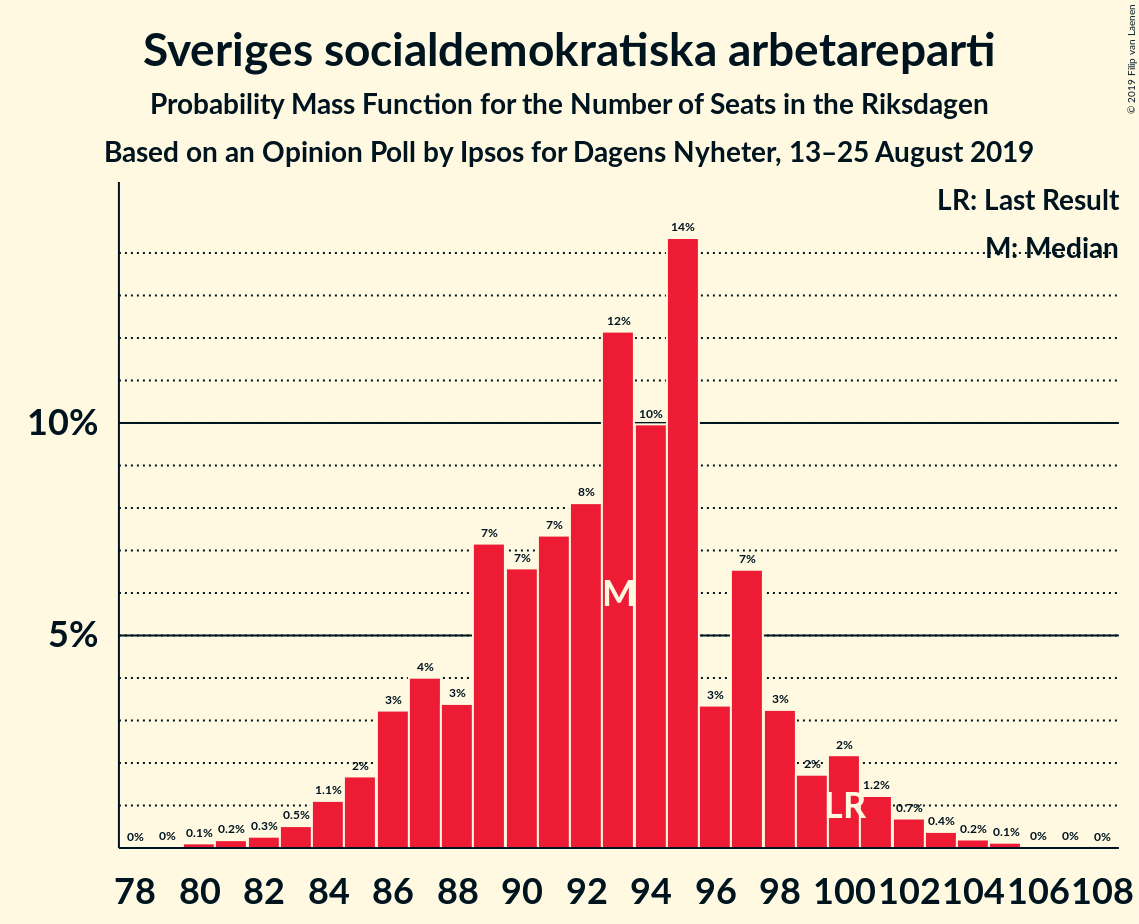 Sveriges socialdemokratiska arbetareparti
Probability Mass Function for the Number of Seats in the Riksdagen
Based on an Opinion Poll by Ipsos for Dagens Nyheter, 13–25 August 2019
© 2019 Filip van Laenen
LR: Last Result
M: Median
10%
5%
0% 0% 0.1% 0.2% 0.3% 0.5% 1.1% 2% 3% 4% 3% 7% 7% 7% 8% 12% 10% 14% 3% 7% 3% 2% 2% 1.2% 0.7% 0.4% 0.2% 0.1% 0% 0% 0%
M
LR
78 80 82 84 86 88 90 92 94 96 98 100 102 104 106 108